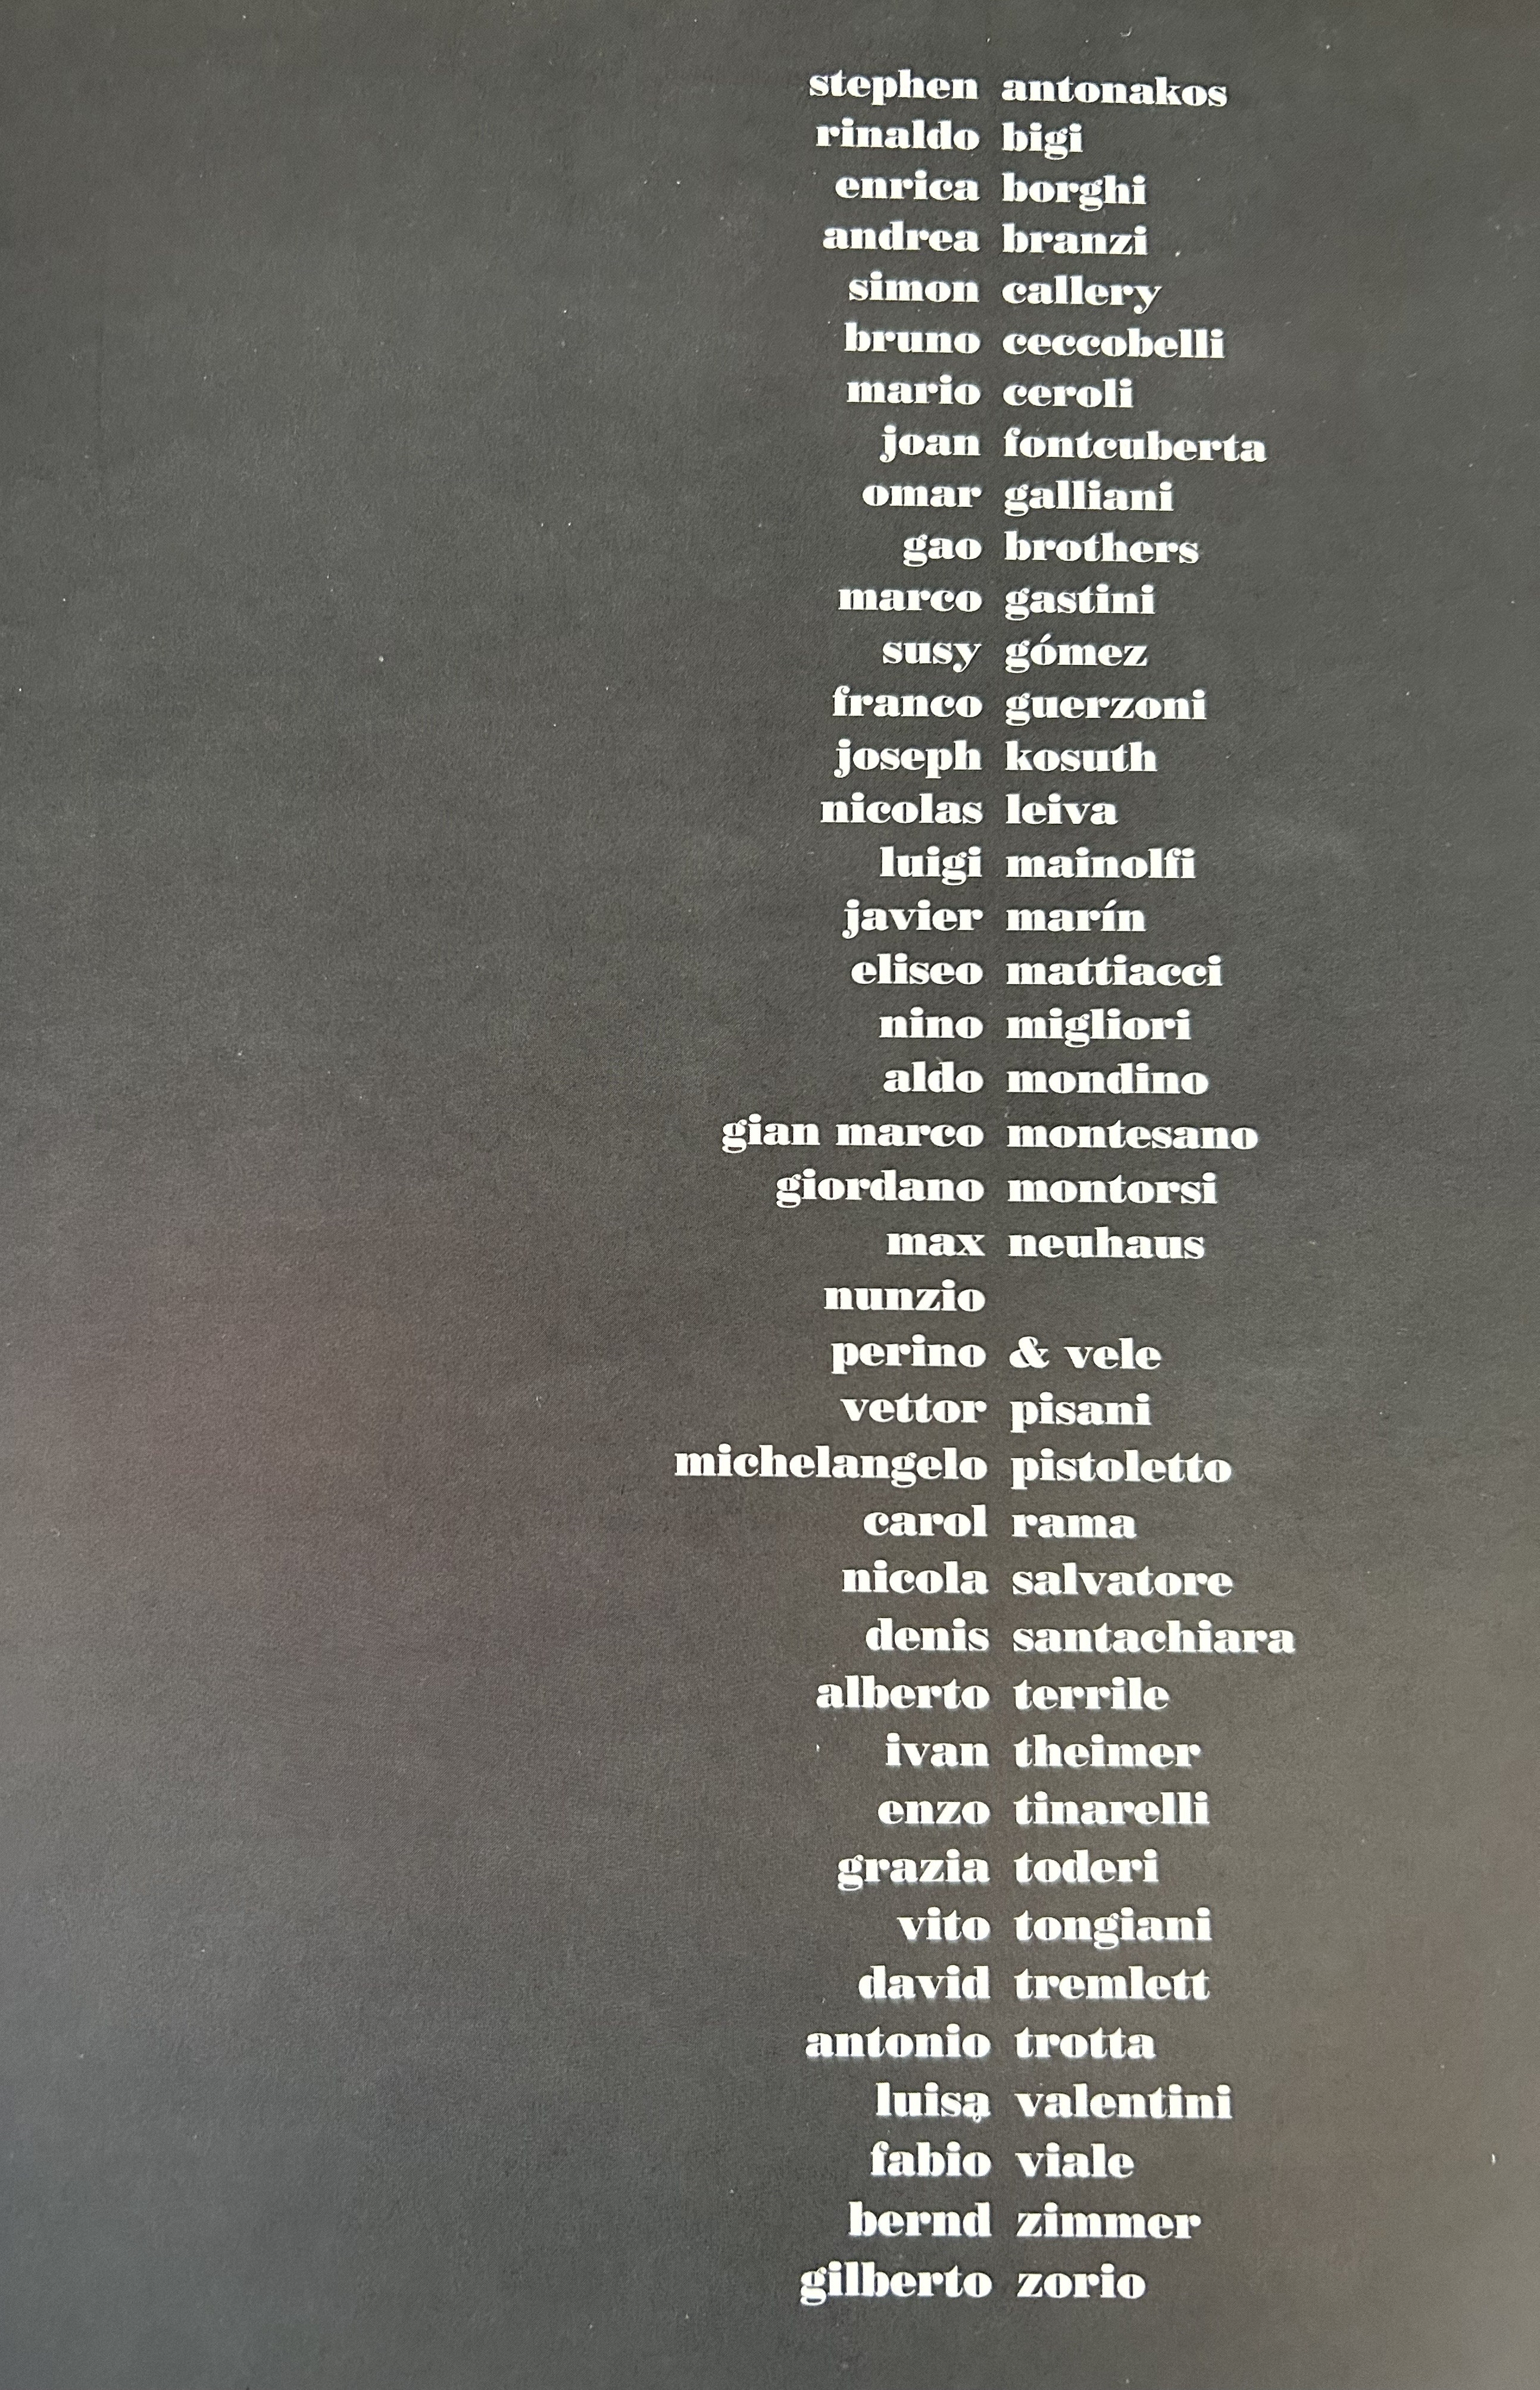 stephen antonakos
rinaldo bigi
enrica borghi
andrea branzi
simon callery
bruno ceccobelli
mario ceroli
joan fontcuberta
omar galliani
gao brothers
marco gastini
susy gómez
franco guerzoni
joseph kosuth
nicolas leiva
luigi mainolfi
javier marín
eliseo mattiacci
nino migliori
aldo mondino
gian marco montesano
giordano montorsi
max neuhaus
nunzio
perino & vele
vettor pisani
michelangelo pistoletto
carol rama
nicola salvatore
denis santachiara
alberto terrile
ivan theimer
enzo tinarelli
grazia toderi
vito tongiani
david tremlett
antonio trotta
luisa valentini
fabio viale
bernd zimmer
gilberto zorio